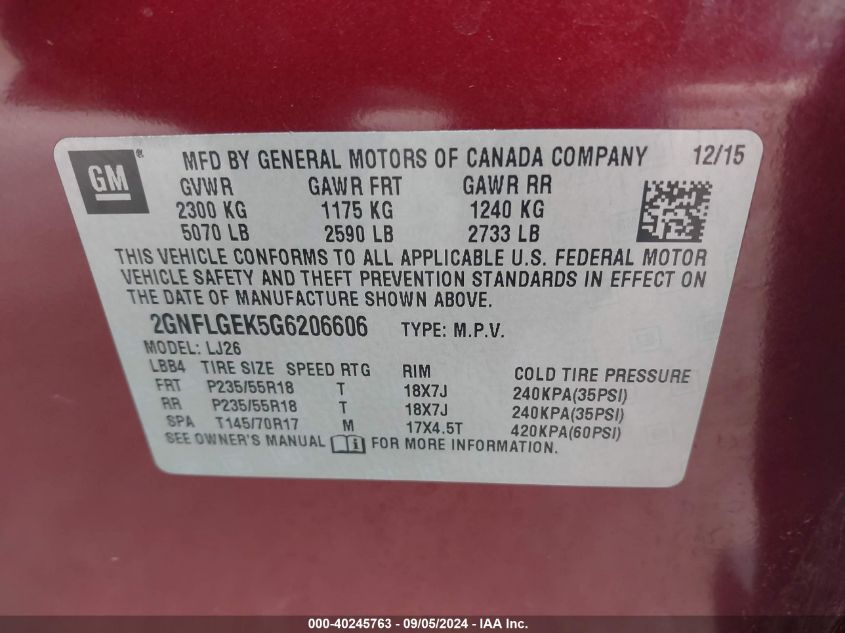 GM ® MFD BY GENERAL MOTORS OF CANADA COMPANY 12/15
GVWR GAWR FRT GAWR RR
2300 KG 1175 KG 1240 KG
5070 LB 2590 LB 2733 LB
THIS VEHICLE CONFORMS TO ALL APPLICABLE U.S. FEDERAL MOTOR
VEHICLE SAFETY AND THEFT PREVENTION STANDARDS IN EFFECT ON
THE DATE OF MANUFACTURE SHOWN ABOVE.
2GNFLGEK5G6206606 TYPE: M.P.V.
MODEL: LJ26
LBB4 TIRE SIZE SPEED RTG RIM COLD TIRE PRESSURE
FRT P235/55R18 T 18X7J 240KPA(35PSI)
RR P235/55R18 T 18X7J 240KPA(35PSI)
SPA T145/70R17 M 17X4.5T 420KPA(60PSI)
SEE OWNER'S MANUAL FOR MORE INFORMATION.
000-40245763 - 09/05/2024 - IAA Inc.